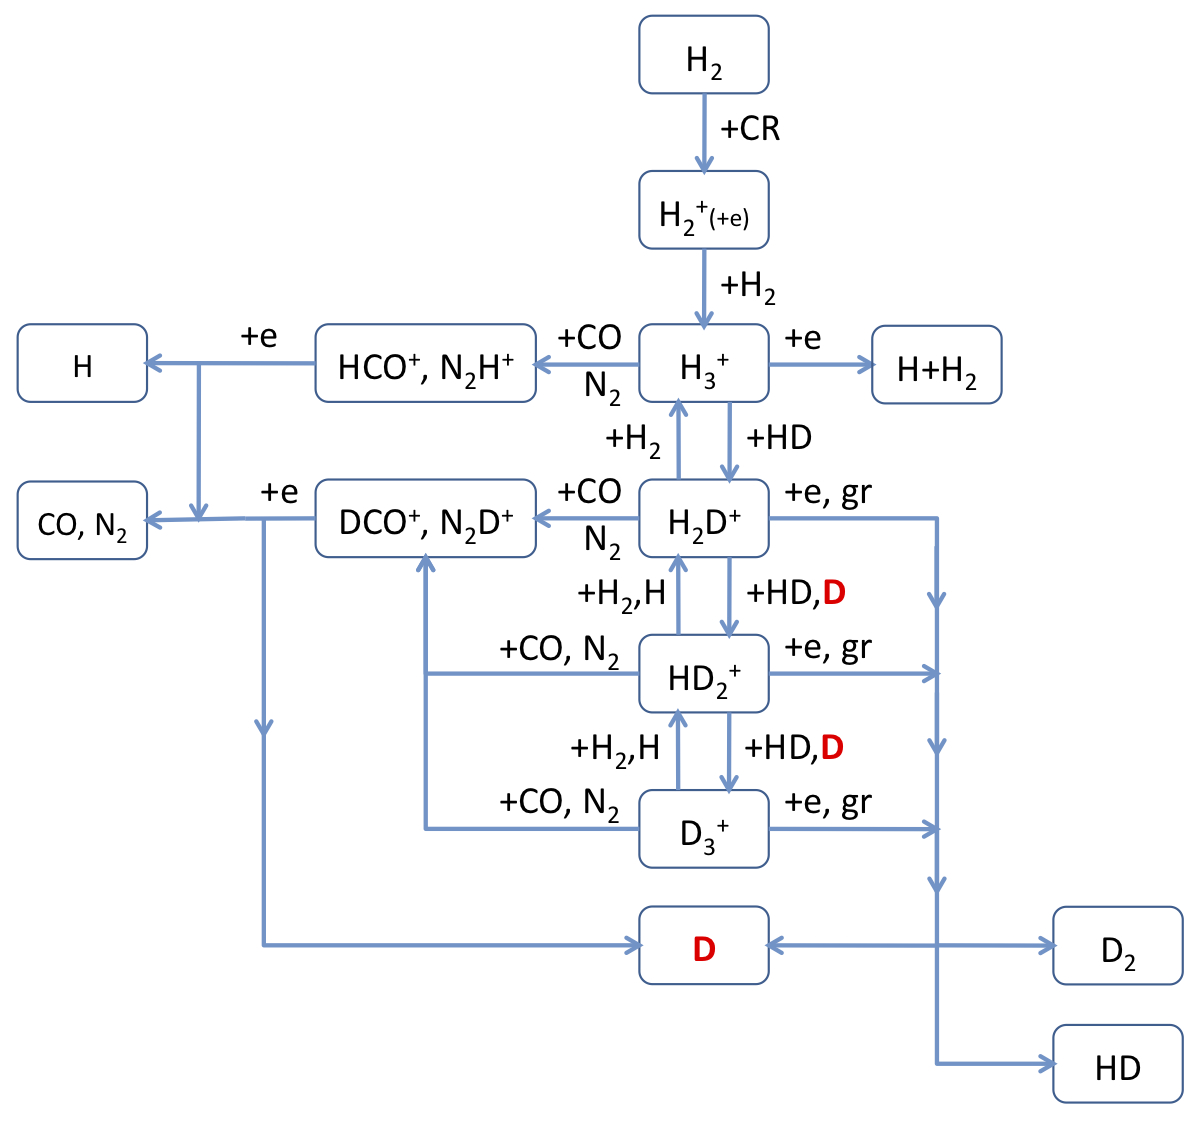 H₂
+CR
H₂⁺(+e)
+H₂
H
+e
HCO⁺, N₂H⁺
+CO
N₂
H₃⁺
+e
H+H₂
+H₂
+HD
CO, N₂
+e
DCO⁺, N₂D⁺
+CO
N₂
H₂D⁺
+e, gr
+H₂,H
+HD,D
+CO, N₂
HD₂⁺
+e, gr
+H₂,H
+HD,D
+CO, N₂
D₃⁺
+e, gr
D
D₂
HD